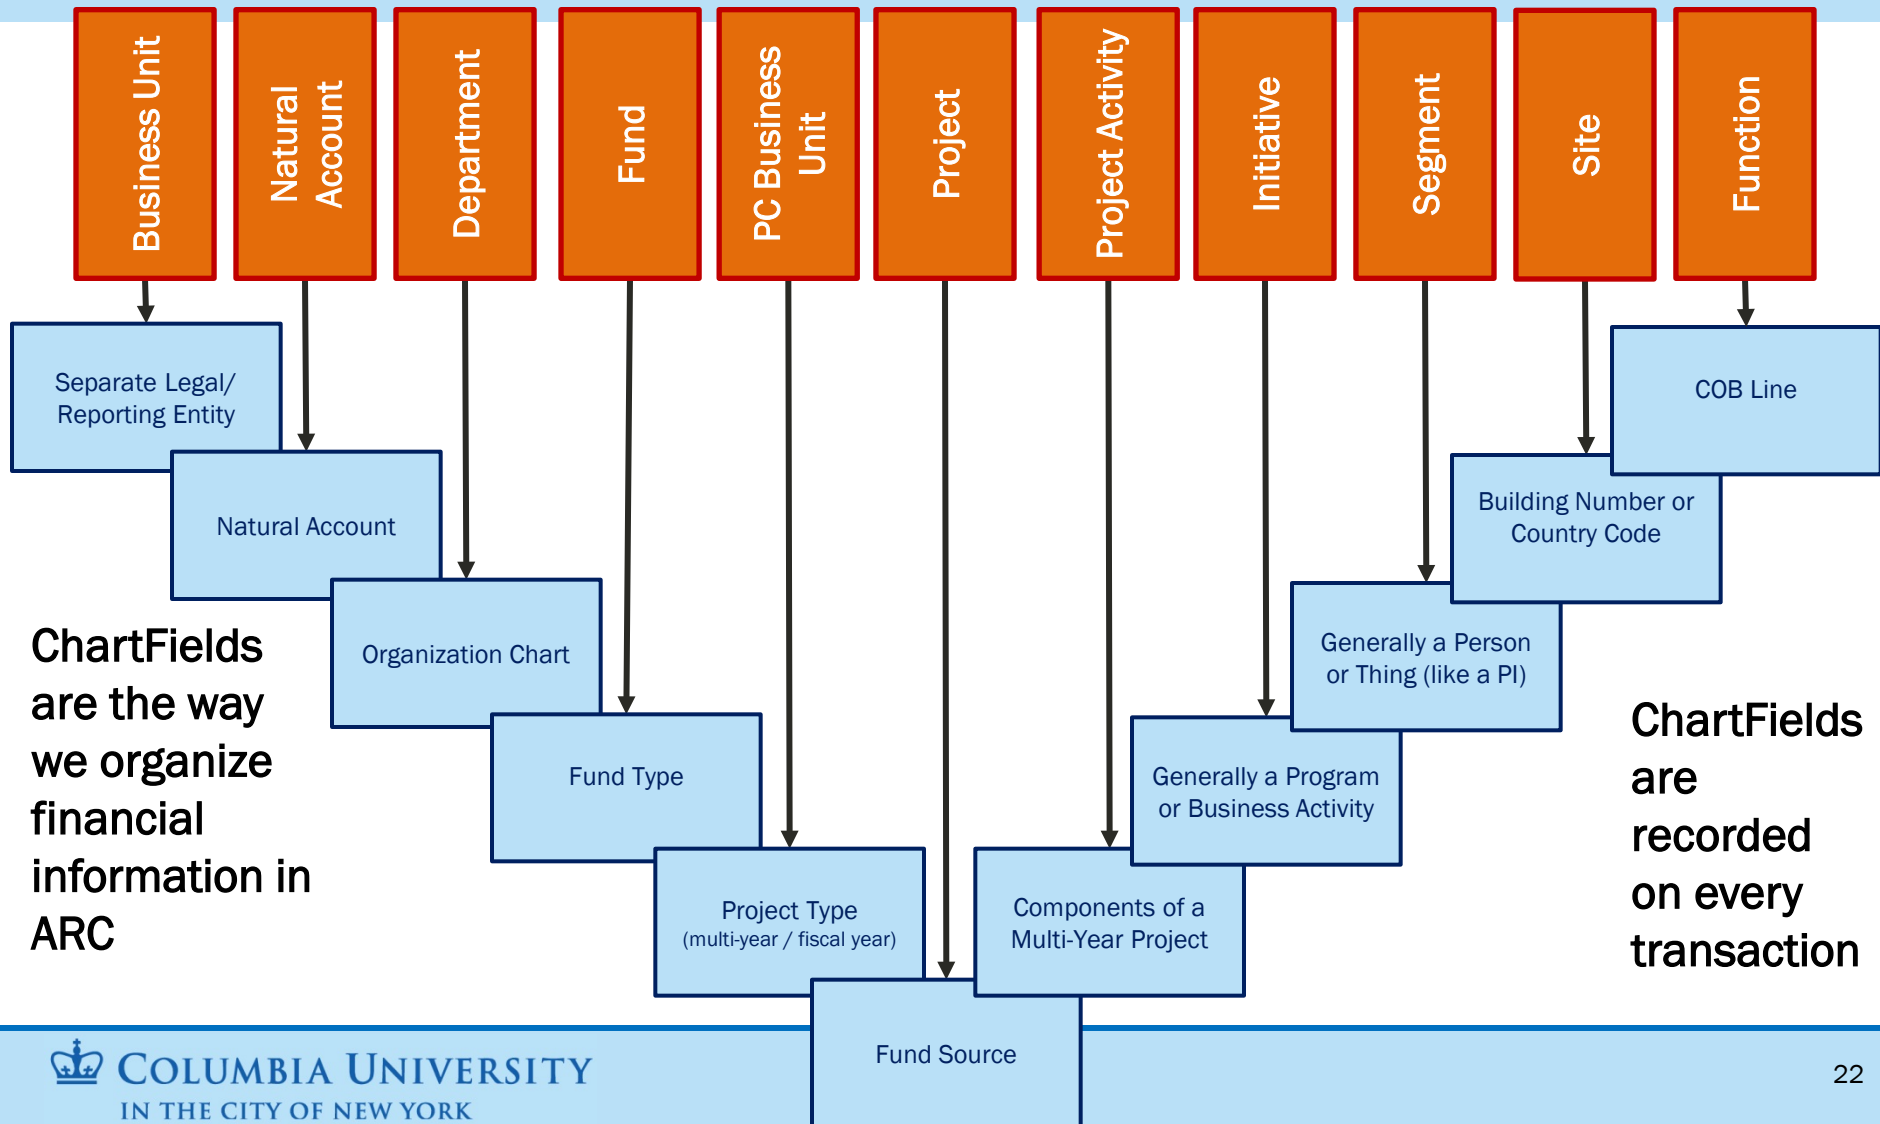 Business Unit
Natural
Account
Department
Fund
PC Business
Unit
Project
Project Activity
Initiative
Segment
Site
Function
Separate Legal/
Reporting Entity
COB Line
Natural Account
Building Number or
Country Code
Organization Chart
Generally a Person
or Thing (like a PI)
Fund Type
Generally a Program
or Business Activity
Project Type
(multi-year / fiscal year)
Components of a
Multi-Year Project
Fund Source
ChartFields
are the way
we organize
financial
information in
ARC
ChartFields
are
recorded
on every
transaction
COLUMBIA UNIVERSITY
IN THE CITY OF NEW YORK
22